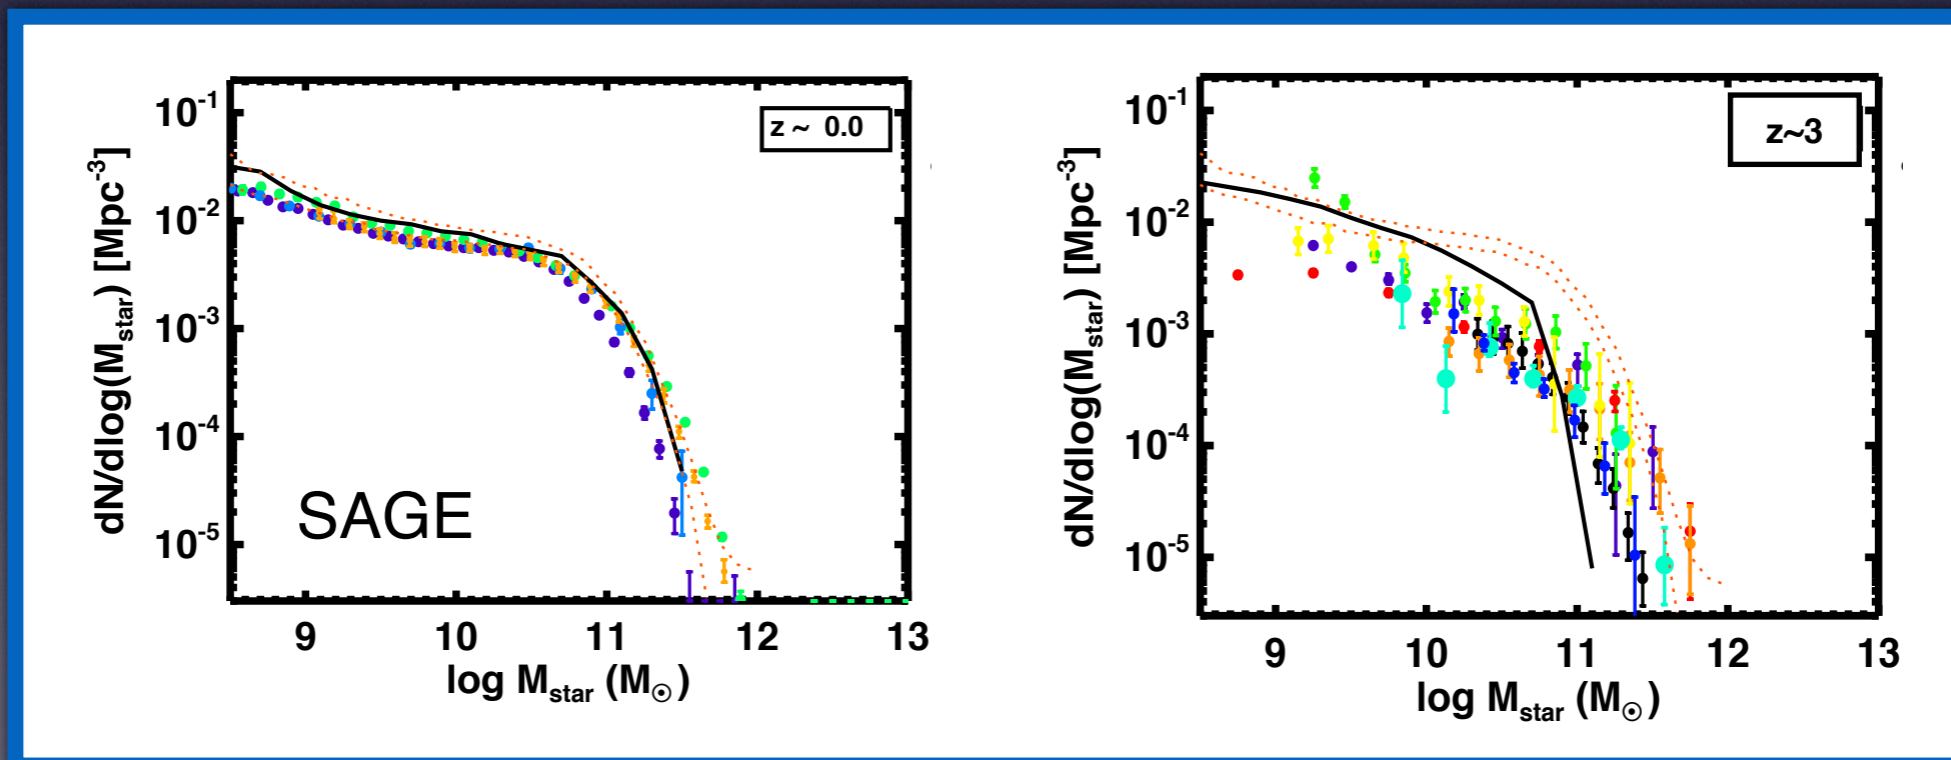 10⁻¹
10⁻²
10⁻³
10⁻⁴
10⁻⁵
dN/dlog(M_star) [Mpc⁻³]
z ~ 0.0
SAGE
9 10 11 12 13
log M_star (M_⊙)
10⁻¹
10⁻²
10⁻³
10⁻⁴
10⁻⁵
dN/dlog(M_star) [Mpc⁻³]
z~3
9 10 11 12 13
log M_star (M_⊙)